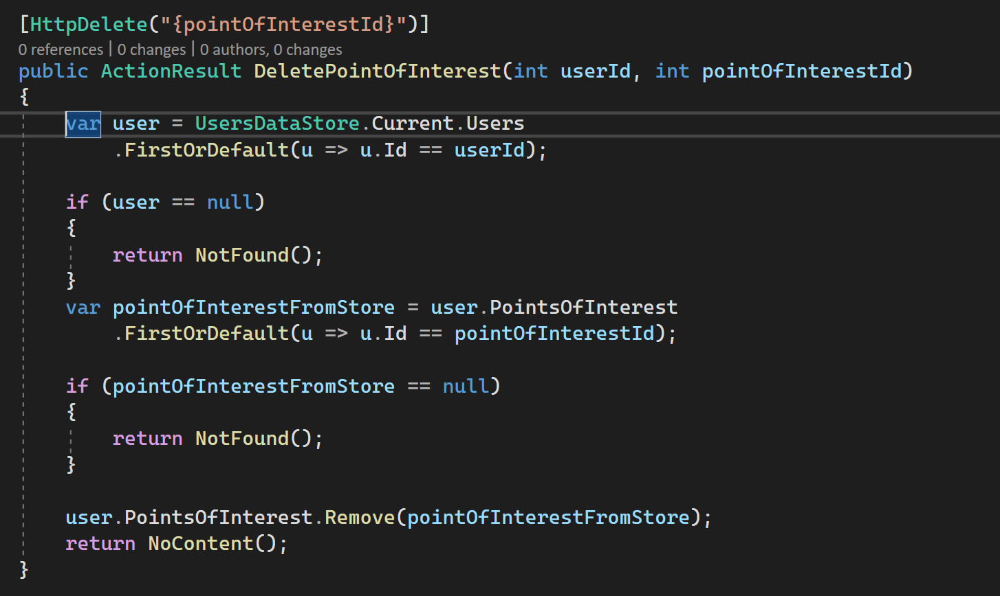 [HttpDelete("{pointOfInterestId}")]
0 references | 0 changes | 0 authors, 0 changes
public ActionResult DeletePointOfInterest(int userId, int pointOfInterestId)
{
    var user = UsersDataStore.Current.Users
        .FirstOrDefault(u => u.Id == userId);

    if (user == null)
    {
        return NotFound();
    }
    var pointOfInterestFromStore = user.PointsOfInterest
        .FirstOrDefault(u => u.Id == pointOfInterestId);

    if (pointOfInterestFromStore == null)
    {
        return NotFound();
    }

    user.PointsOfInterest.Remove(pointOfInterestFromStore);
    return NoContent();
}